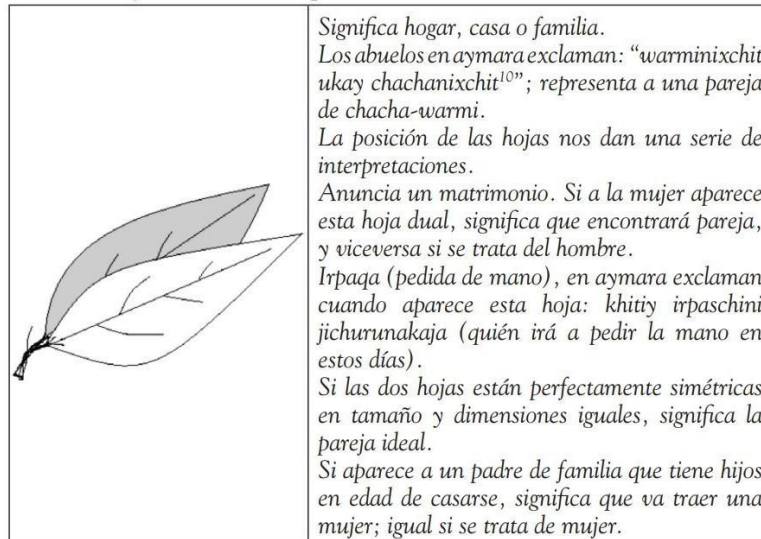 Significa hogar, casa o familia.
Los abuelos en aymara exclaman: “warminixchit
ukay chachanixchit¹⁰”; representa a una pareja
de chacha-warmi.
La posición de las hojas nos dan una serie de
interpretaciones.
Anuncia un matrimonio. Si a la mujer aparece
esta hoja dual, significa que encontrará pareja,
y viceversa si se trata del hombre.
Irpaqa (pedida de mano), en aymara exclaman
cuando aparece esta hoja: khitiy irpaschini
jichurunakaja (quién irá a pedir la mano en
estos días).
Si las dos hojas están perfectamente simétricas
en tamaño y dimensiones iguales, significa la
pareja ideal.
Si aparece a un padre de familia que tiene hijos
en edad de casarse, significa que va traer una
mujer; igual si se trata de mujer.